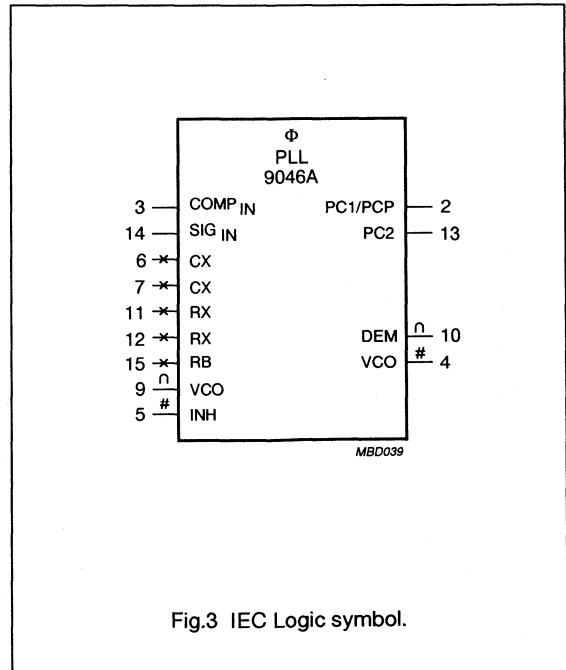 Φ
PLL
9046A
3 COMP IN PC1/PCP 2
14 SIG IN PC2 13
6 CX
7 CX
11 RX
12 RX DEM ∩ 10
15 RB VCO # 4
9 ∩ VCO
5 # INH
MBD039
Fig.3 IEC Logic symbol.